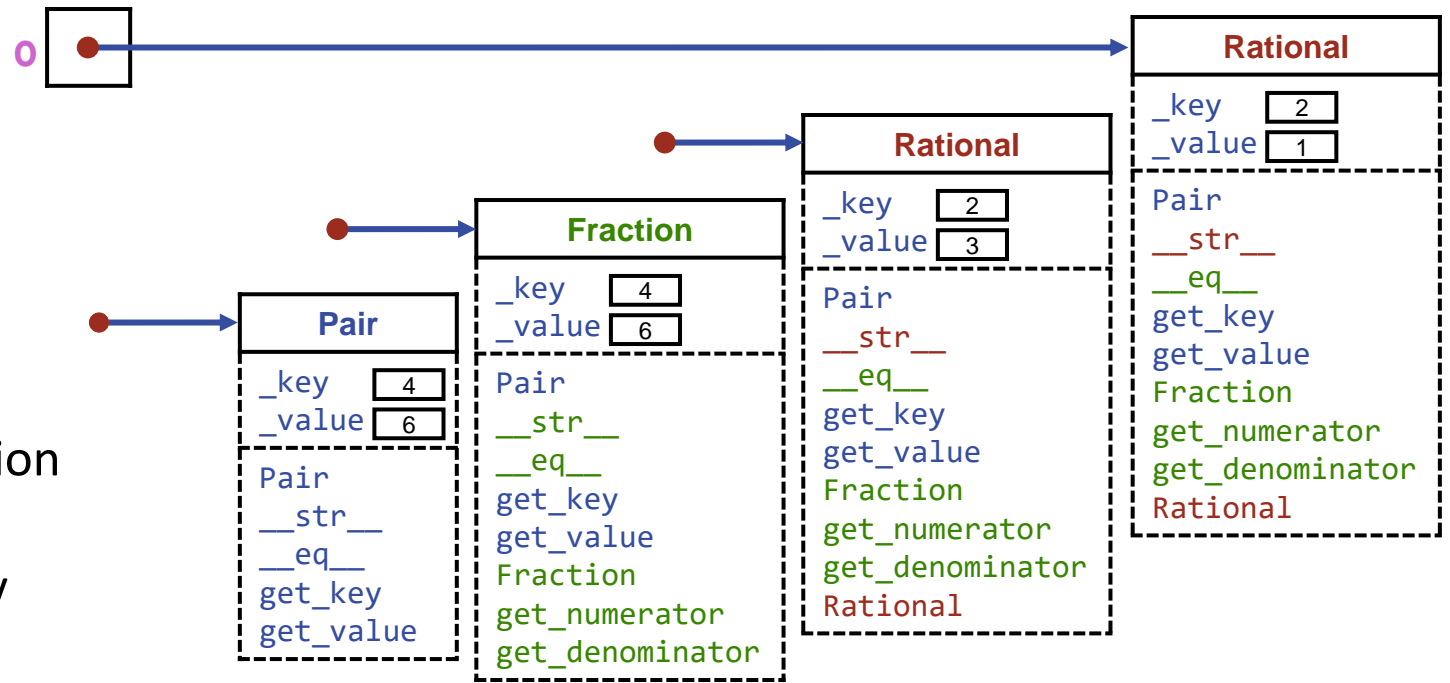 o
Rational
_key 2
_value 1
Pair
__str__
__eq__
get_key
get_value
Fraction
get_numerator
get_denominator
Rational
Rational
_key 2
_value 3
Pair
__str__
__eq__
get_key
get_value
Fraction
get_numerator
get_denominator
Rational
Fraction
_key 4
_value 6
Pair
__str__
__eq__
get_key
get_value
Fraction
get_numerator
get_denominator
Pair
_key 4
_value 6
Pair
__str__
__eq__
get_key
get_value
ion